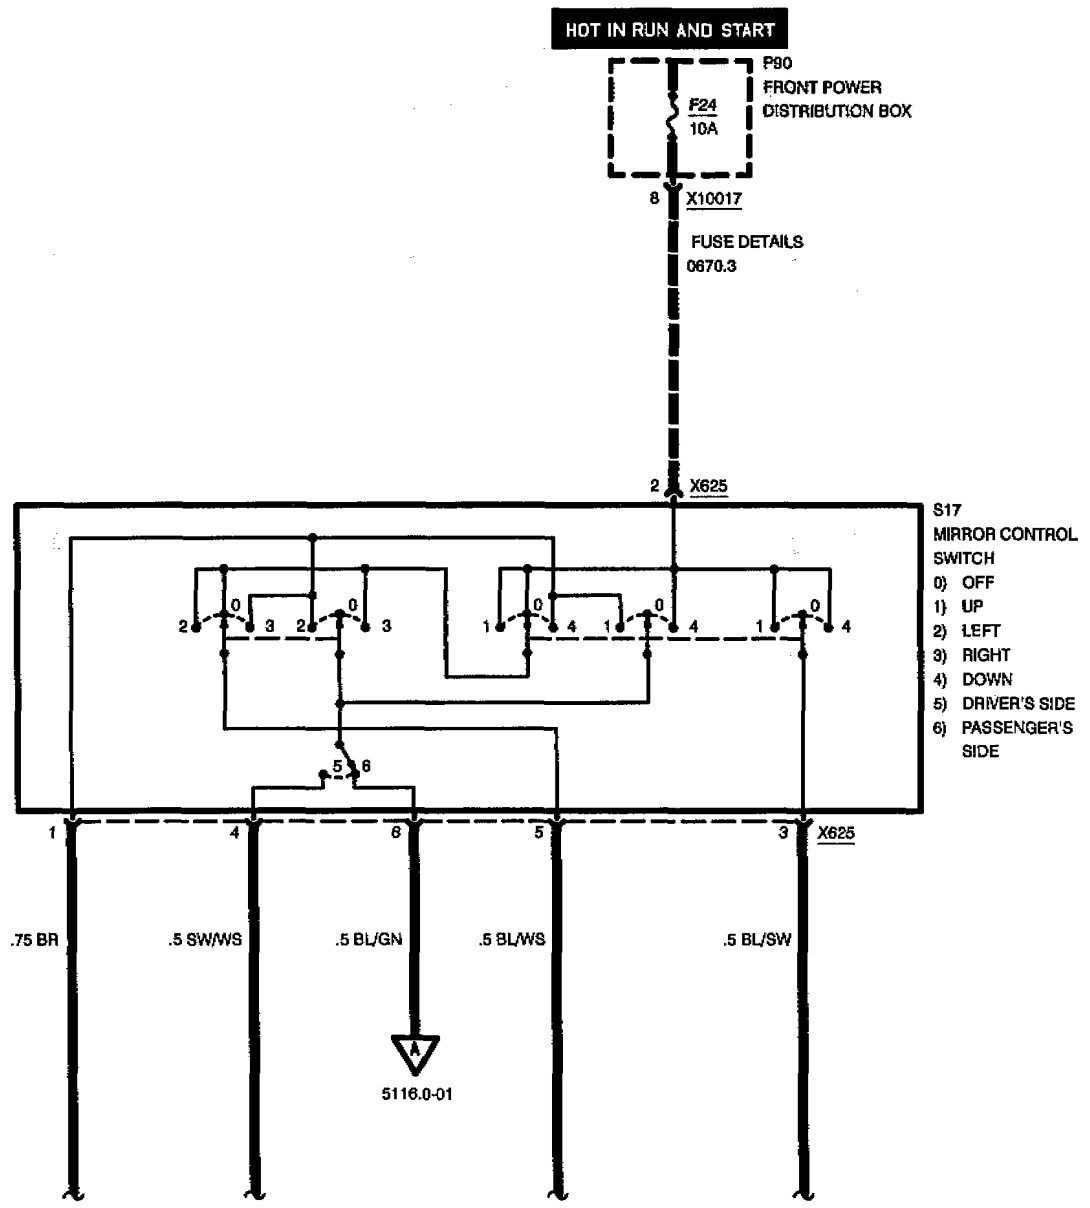 HOT IN RUN AND START
P90
FRONT POWER
DISTRIBUTION BOX
F24
10A
8 X10017
FUSE DETAILS
0670.3
2 X625
S17
MIRROR CONTROL
SWITCH
0) OFF
1) UP
2) LEFT
3) RIGHT
4) DOWN
5) DRIVER'S SIDE
6) PASSENGER'S
SIDE
2 0 3 2 0 3 1 0 4 1 0 4 1 0 4
5 6
1 4 6 5 3 X625
.75 BR .5 SW/WS .5 BL/GN .5 BL/WS .5 BL/SW
A
5116.0-01